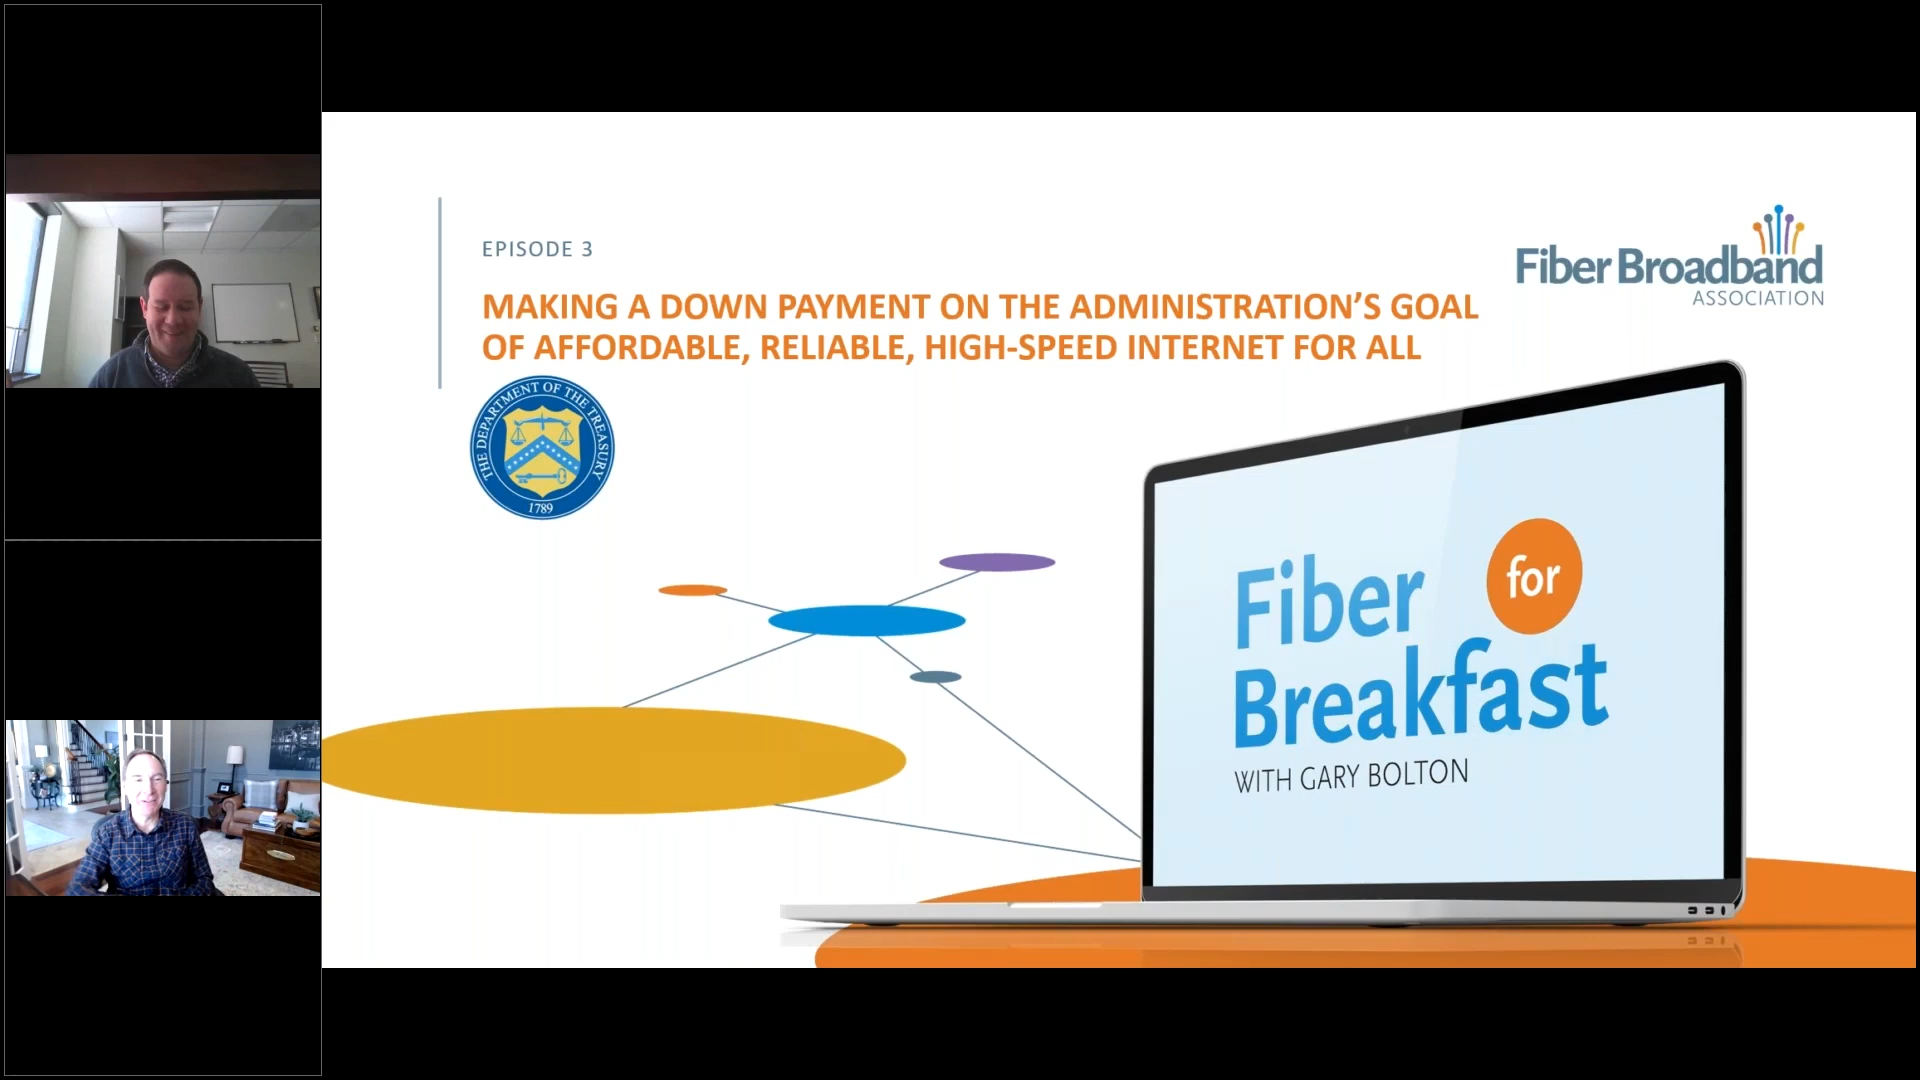 EPISODE 3
MAKING A DOWN PAYMENT ON THE ADMINISTRATION’S GOAL
OF AFFORDABLE, RELIABLE, HIGH-SPEED INTERNET FOR ALL
Fiber Broadband
ASSOCIATION
THE DEPARTMENT OF THE TREASURY
1789
Fiber for
Breakfast
WITH GARY BOLTON